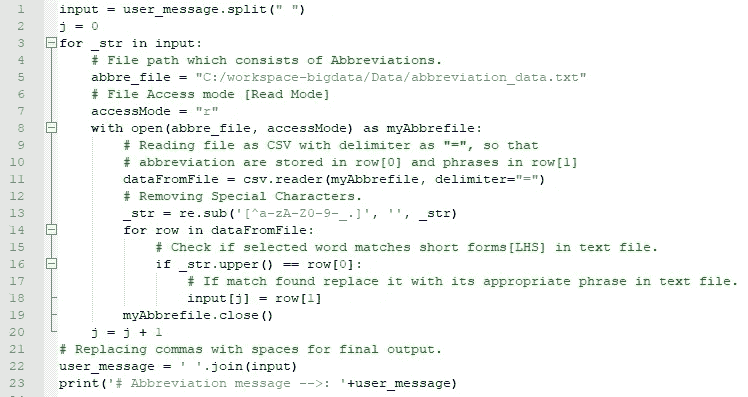 1 input = user_message.split(" ")
2 j = 0
3 for _str in input:
4     # File path which consists of Abbreviations.
5     abbre_file = "C:/workspace-bigdata/Data/abbreviation_data.txt"
6     # File Access mode [Read Mode]
7     accessMode = "r"
8     with open(abbre_file, accessMode) as myAbbrefile:
9         # Reading file as CSV with delimiter as "=", so that
10         # abbreviation are stored in row[0] and phrases in row[1]
11         dataFromFile = csv.reader(myAbbrefile, delimiter="=")
12         # Removing Special Characters.
13         _str = re.sub('[^a-zA-Z0-9-_.]', '', _str)
14         for row in dataFromFile:
15             # Check if selected word matches short forms[LHS] in text file.
16             if _str.upper() == row[0]:
17                 # If match found replace it with its appropriate phrase in text file.
18                 input[j] = row[1]
19         myAbbrefile.close()
20     j = j + 1
21 # Replacing commas with spaces for final output.
22 user_message = ' '.join(input)
23 print('# Abbreviation message -->: '+user_message)